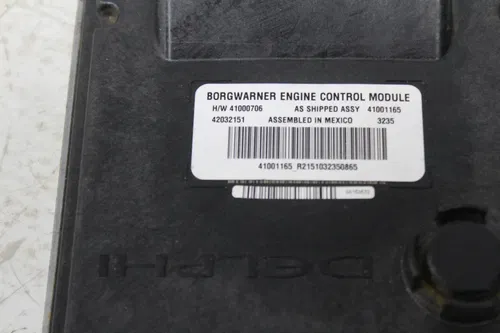 BORGWARNER ENGINE CONTROL MODULE
H/W 41000706 AS SHIPPED ASSY 41001165
42032151 ASSEMBLED IN MEXICO 3235
41001165 R2151032350865
DELPHI